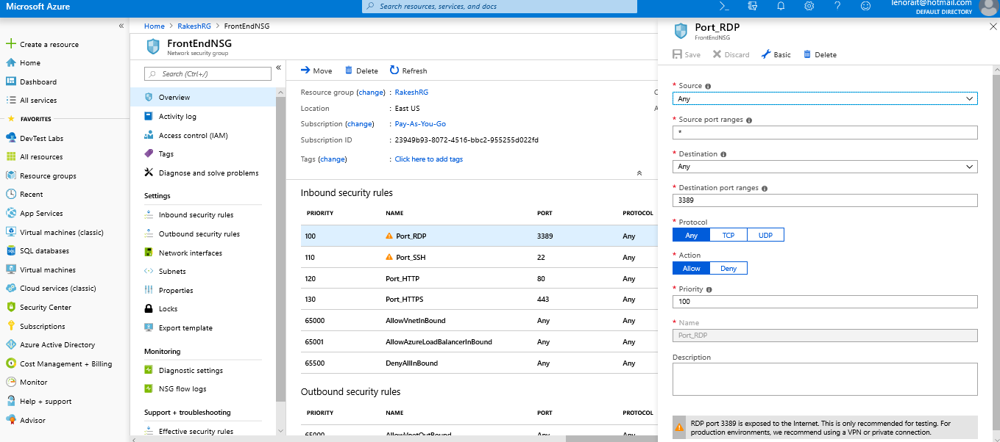 Microsoft Azure
Search resources, services, and docs
lenorait@hotmail.com
DEFAULT DIRECTORY
Create a resource
Home
Dashboard
All services
FAVORITES
DevTest Labs
All resources
Resource groups
Recent
App Services
Virtual machines (classic)
SQL databases
Virtual machines
Cloud services (classic)
Security Center
Subscriptions
Azure Active Directory
Cost Management + Billing
Monitor
Help + support
Advisor
Home > RakeshRG > FrontEndNSG
FrontEndNSG
Network security group
Search (Ctrl+/)
Overview
Activity log
Access control (IAM)
Tags
Diagnose and solve problems
Settings
Inbound security rules
Outbound security rules
Network interfaces
Subnets
Properties
Locks
Export template
Monitoring
Diagnostic settings
NSG flow logs
Support + troubleshooting
Effective security rules
Move Delete Refresh
Resource group (change) : RakeshRG
Location : East US
Subscription (change) : Pay-As-You-Go
Subscription ID : 23949b93-8072-4516-bbc2-955255d022fd
Tags (change) : Click here to add tags
Inbound security rules
PRIORITY NAME PORT PROTOCOL
100 Port_RDP 3389 Any
110 Port_SSH 22 Any
120 Port_HTTP 80 Any
130 Port_HTTPS 443 Any
65000 AllowVnetInBound Any Any
65001 AllowAzureLoadBalancerInBound Any Any
65500 DenyAllInBound Any Any
Outbound security rules
PRIORITY NAME PORT PROTOCOL
65000 AllowVnetOutBound Any Any
Port_RDP
FrontEndNSG
Save Discard Basic Delete
* Source
Any
* Source port ranges
*
* Destination
Any
* Destination port ranges
3389
* Protocol
Any TCP UDP
* Action
Allow Deny
* Priority
100
* Name
Port_RDP
Description
RDP port 3389 is exposed to the Internet. This is only recommended for testing. For
production environments, we recommend using a VPN or private connection.